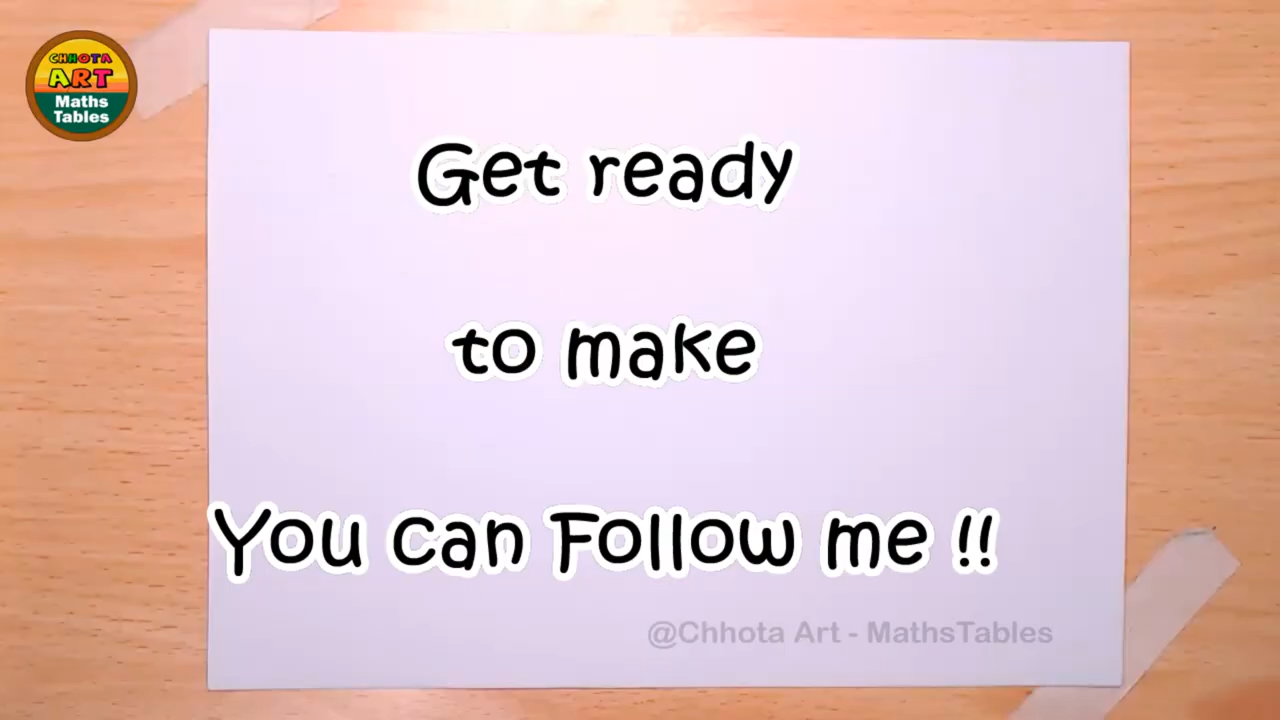 CHHOTA
ART
Maths
Tables
Get ready
to make
You can Follow me !!
@Chhota Art - MathsTables